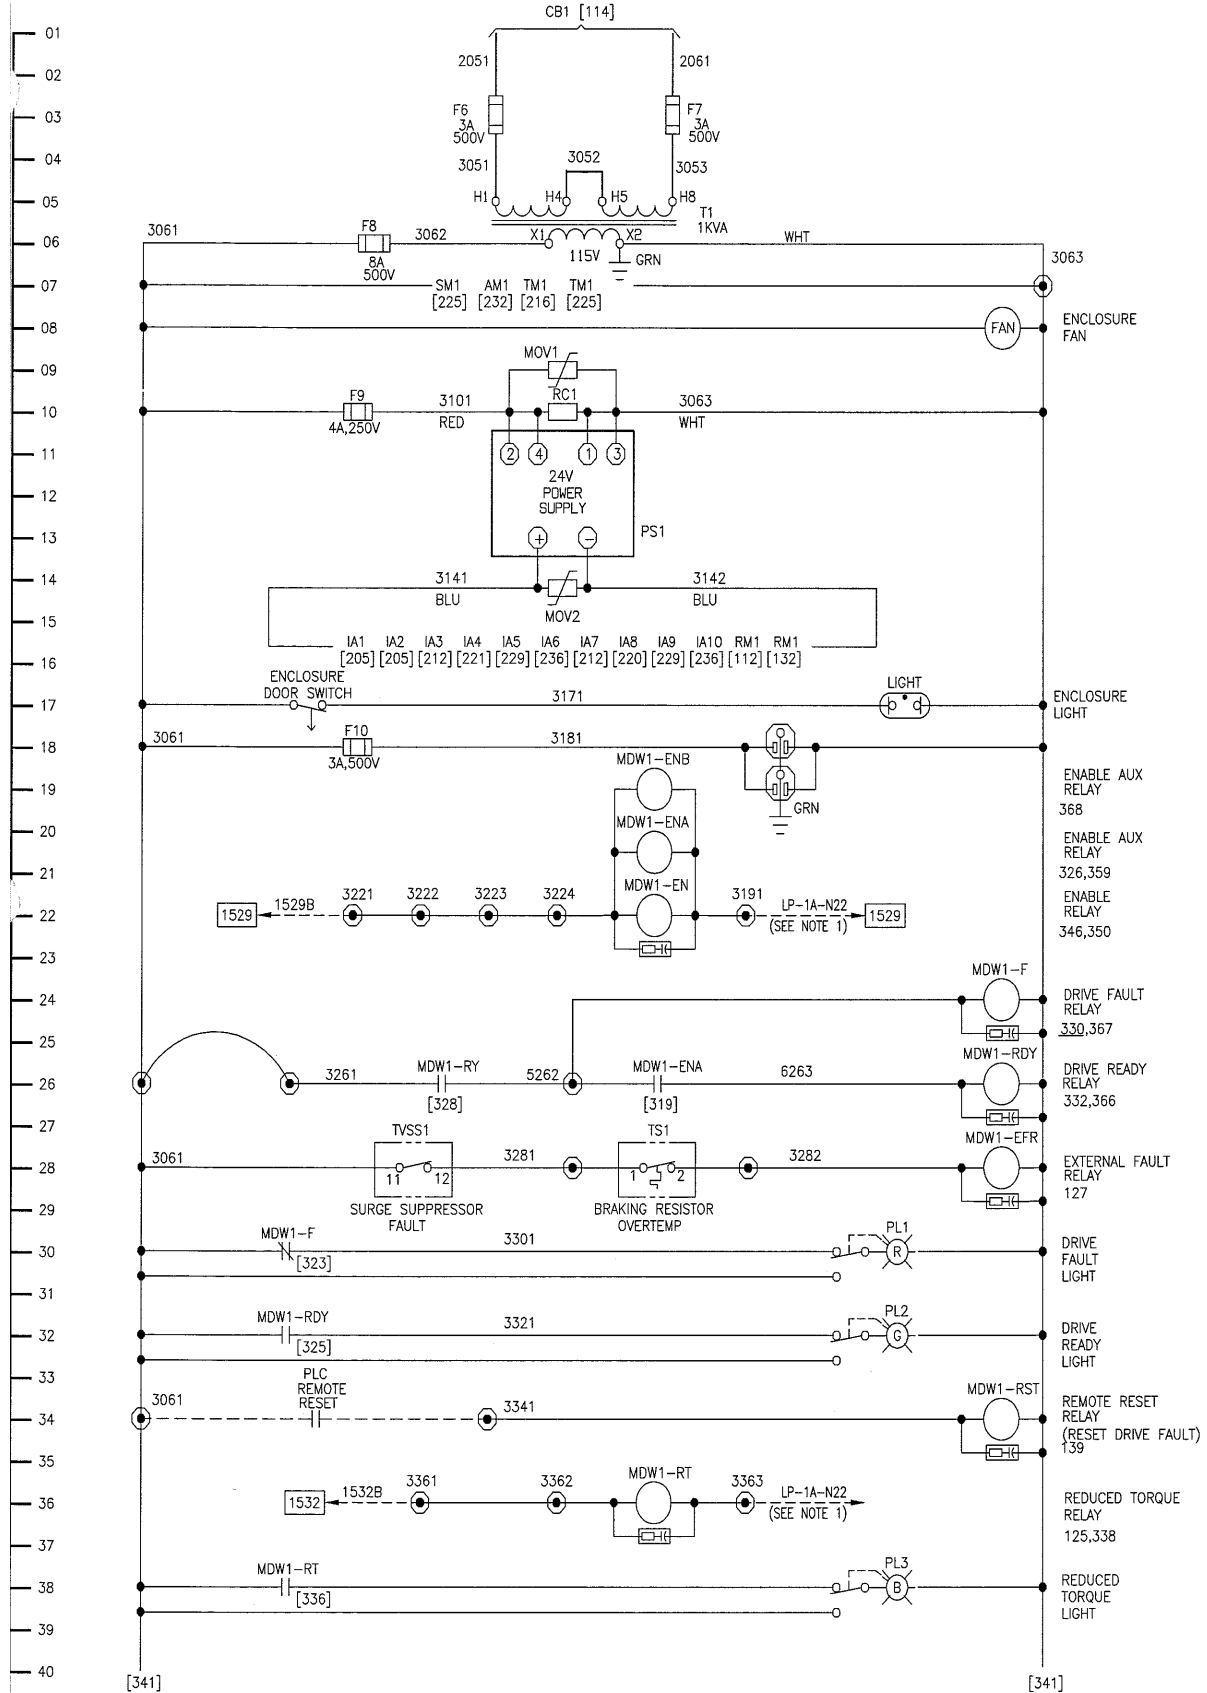 CB1 [114]
01
2051 2061
02
F6 F7
03
3A 3A
500V 500V
04
3052
3051 3053
05
H1 H4 H5 H8
T1
1KVA
3061 F8 3062 X1 X2 WHT
06
115V GRN 3063
8A
500V
07
SM1 AM1 TM1 TM1
[225] [232] [216] [225]
08
FAN
ENCLOSURE
FAN
09
MOV1
F9 3101 RC1 3063
10
4A,250V RED WHT
11
2 4 1 3
24V
12
POWER
SUPPLY
13
+ − PS1
14
3141 3142
BLU BLU
15
MOV2
IA1 IA2 IA3 IA4 IA5 IA6 IA7 IA8 IA9 IA10 RM1 RM1
16
[205] [205] [212] [221] [229] [236] [212] [220] [229] [236] [112] [132]
ENCLOSURE
DOOR SWITCH
LIGHT
17
3171
ENCLOSURE
LIGHT
3061 F10 3181
18
3A,500V
MDW1-ENB
19
GRN
ENABLE AUX
RELAY
368
20
MDW1-ENA
ENABLE AUX
RELAY
326,359
21
MDW1-EN
22
1529 1529B 3221 3222 3223 3224 3191 LP-1A-N22 1529
(SEE NOTE 1)
ENABLE
RELAY
346,350
23
MDW1-F
24
DRIVE FAULT
RELAY
330,367
25
MDW1-RDY
26
3261 MDW1-RY 5262 MDW1-ENA 6263
[328] [319]
DRIVE READY
RELAY
332,366
27
TVSS1 TS1 MDW1-EFR
28
3061 3281 3282
11 12 1 2
EXTERNAL FAULT
RELAY
127
29
SURGE SUPPRESSOR
FAULT
BRAKING RESISTOR
OVERTEMP
30
MDW1-F 3301 PL1
[323] R
DRIVE
FAULT
LIGHT
31
32
MDW1-RDY 3321 PL2
[325] G
DRIVE
READY
LIGHT
33
PLC
REMOTE
RESET
MDW1-RST
34
3061 3341
REMOTE RESET
RELAY
(RESET DRIVE FAULT)
139
35
MDW1-RT
36
1532 1532B 3361 3362 3363 LP-1A-N22
(SEE NOTE 1)
REDUCED TORQUE
RELAY
125,338
37
38
MDW1-RT PL3
[336] B
REDUCED
TORQUE
LIGHT
39
40
[341] [341]